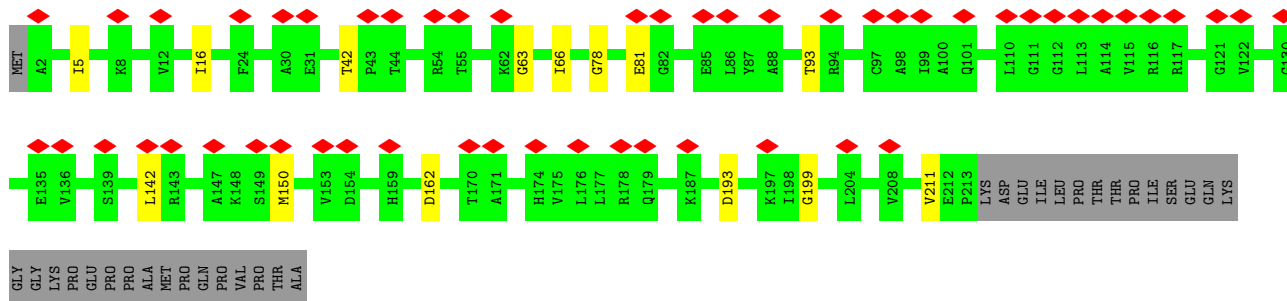 MET A2 I5 K8 V12 I16 F24 A30 E31 T42 P43 T44 R54 T55 K62 G63 I66 G78 E81 G82 E85 L86 Y87 A88 T93 R94 C97 A98 I99 A100 Q101 L110 G111 G112 L113 A114 V115 R116 R117 G121 V122
E135 V136 S139 L142 R143 A147 K148 S149 M150 V153 D154 H159 D162 T170 A171 H174 V175 L176 L177 R178 Q179 K187 D193 K197 I198 G199 L204 V208 V211 E212 P213 LYS ASP GLU ILE LEU PRO THR THR PRO ILE SER GLU GLN LYS
GLY GLY LYS PRO GLU PRO PRO ALA MET PRO GLN PRO VAL PRO THR ALA